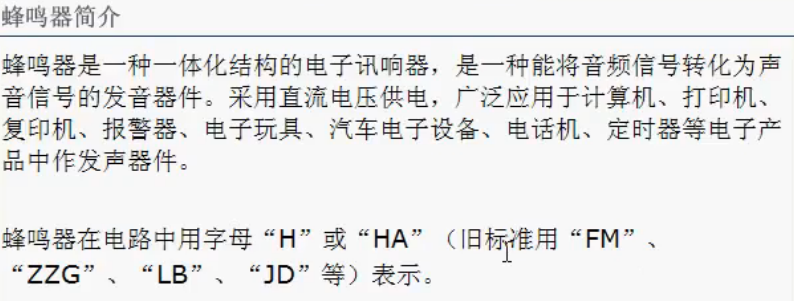 蜂鸣器简介
蜂鸣器是一种一体化结构的电子讯响器，是一种能将音频信号转化为声
音信号的发音器件。采用直流电压供电，广泛应用于计算机、打印机、
复印机、报警器、电子玩具、汽车电子设备、电话机、定时器等电子产
品中作发声器件。
蜂鸣器在电路中用字母“H”或“HA”（旧标准用“FM”、
“ZZG”、“LB”、“JD”等）表示。